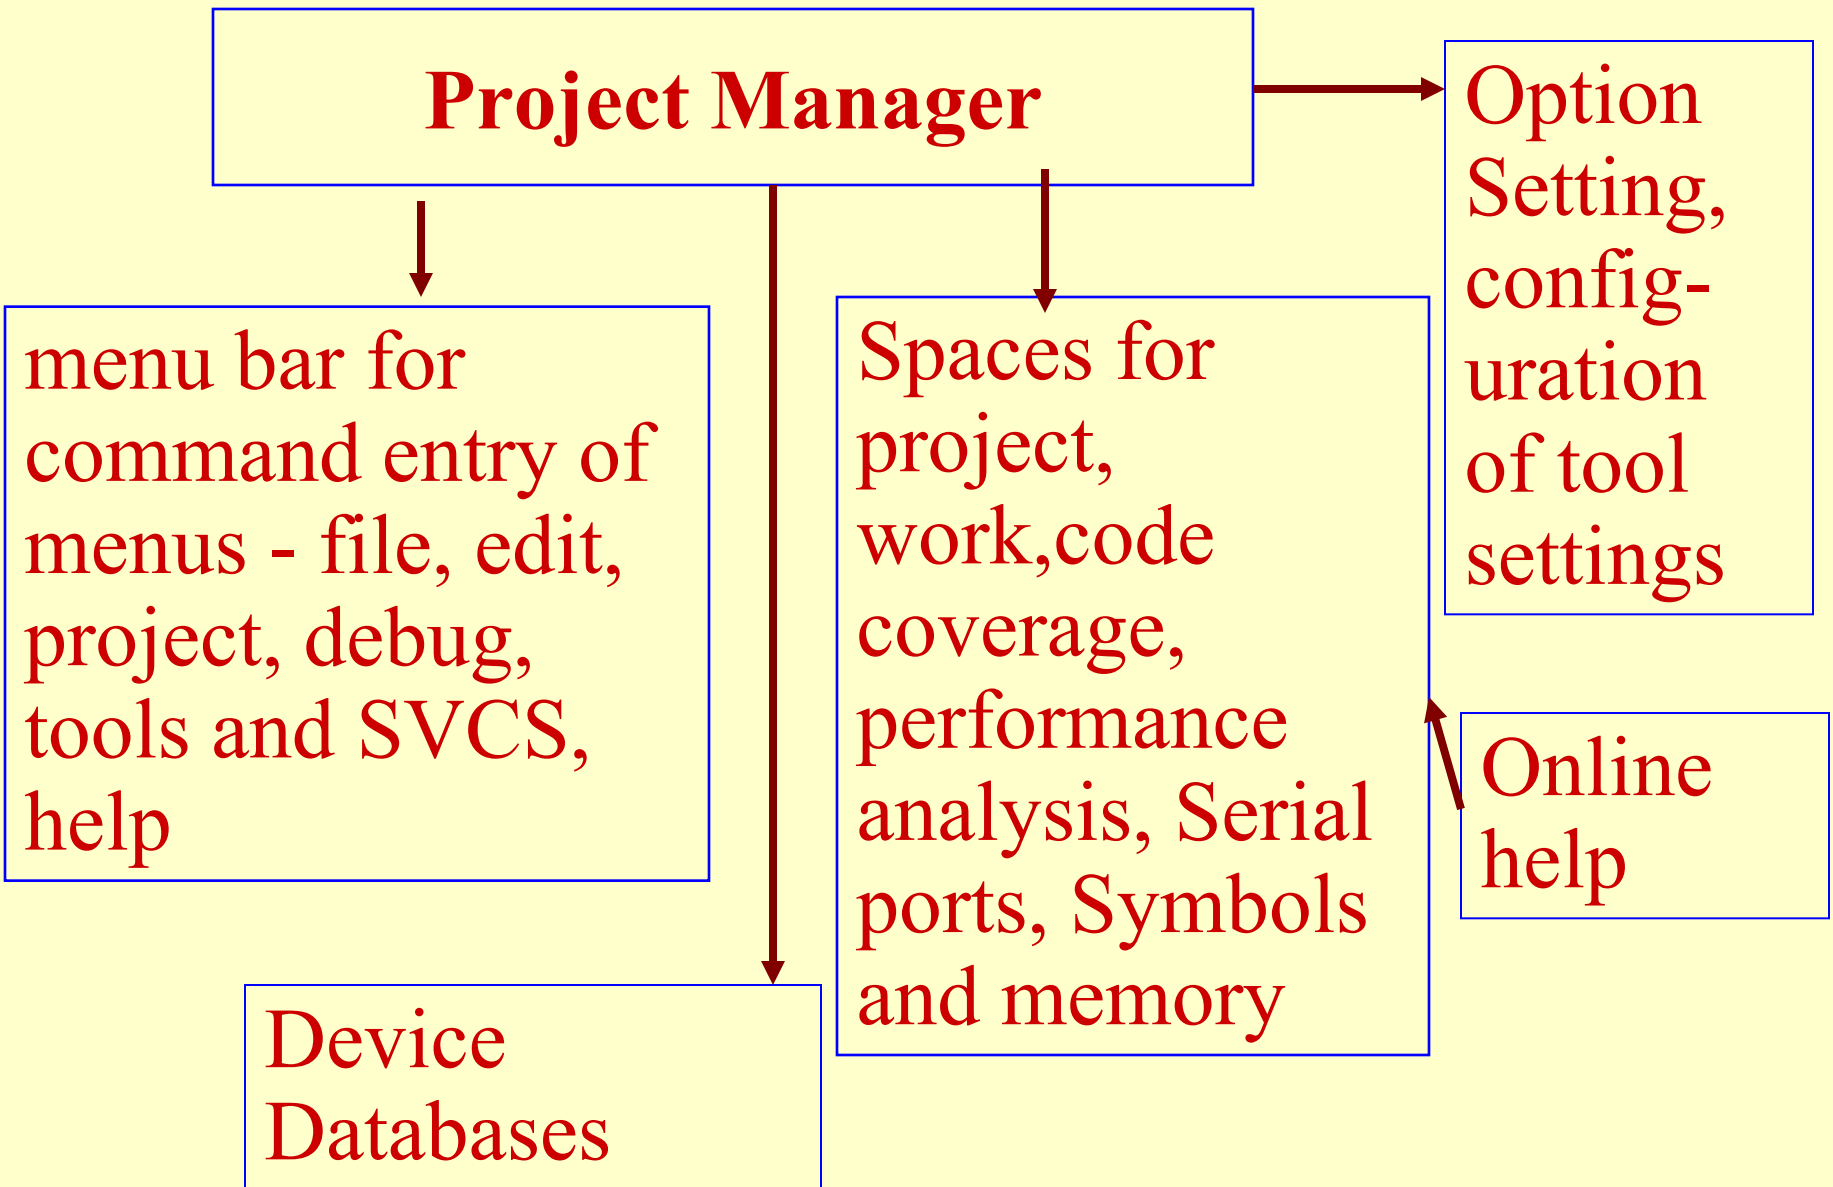 Project Manager
menu bar for
command entry of
menus - file, edit,
project, debug,
tools and SVCS,
help
Device
Databases
Spaces for
project,
work,code
coverage,
performance
analysis, Serial
ports, Symbols
and memory
Option
Setting,
config-
uration
of tool
settings
Online
help